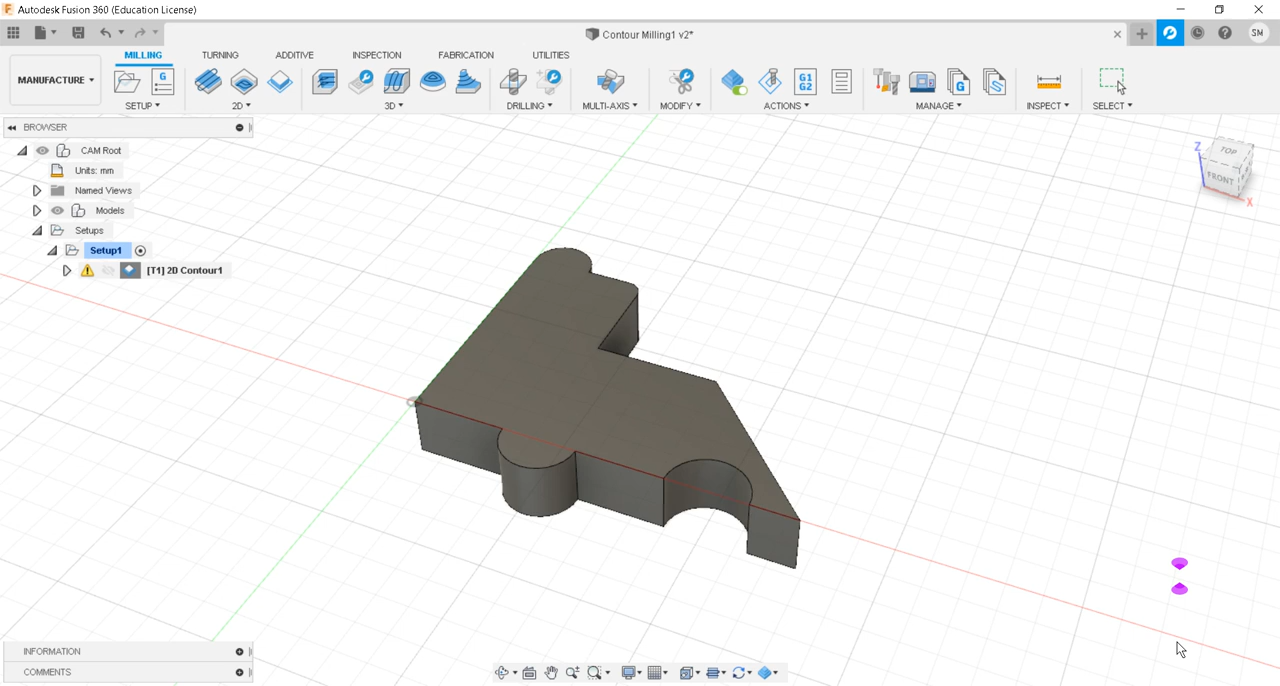 Autodesk Fusion 360 (Education License)
Contour Milling1 v2*
SM
MILLING TURNING ADDITIVE INSPECTION FABRICATION UTILITIES
MANUFACTURE
G
G1 G2
G
S
SETUP 2D 3D DRILLING MULTI-AXIS MODIFY ACTIONS MANAGE INSPECT SELECT
BROWSER
CAM Root
Units: mm
Named Views
Models
Setups
Setup1
[T1] 2D Contour1
Z
TOP
FRONT
X
INFORMATION
COMMENTS